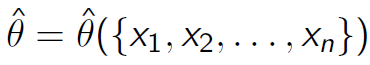 θ̂ = θ̂({x₁, x₂, . . . , xₙ})